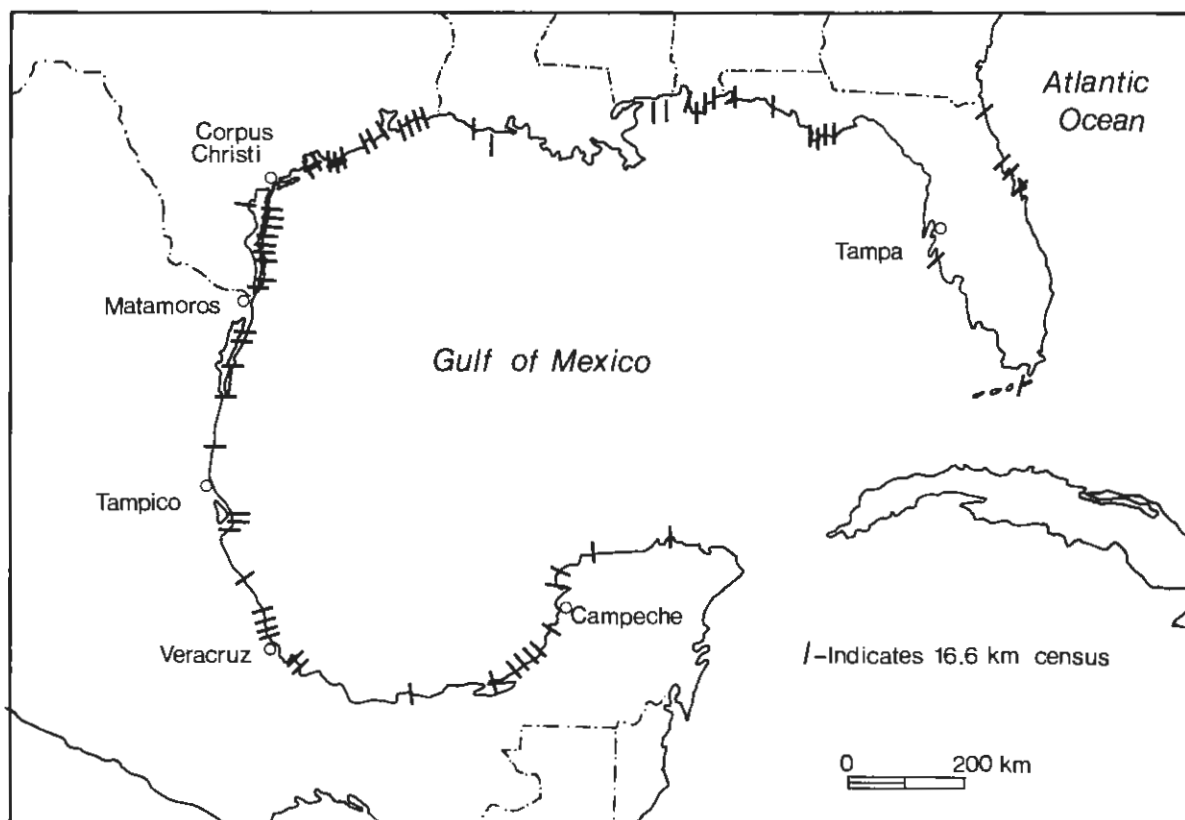 Atlantic
Ocean
Corpus
Christi
Tampa
Matamoros
Gulf of Mexico
Tampico
Campeche
Veracruz
/-Indicates 16.6 km census
0 200 km